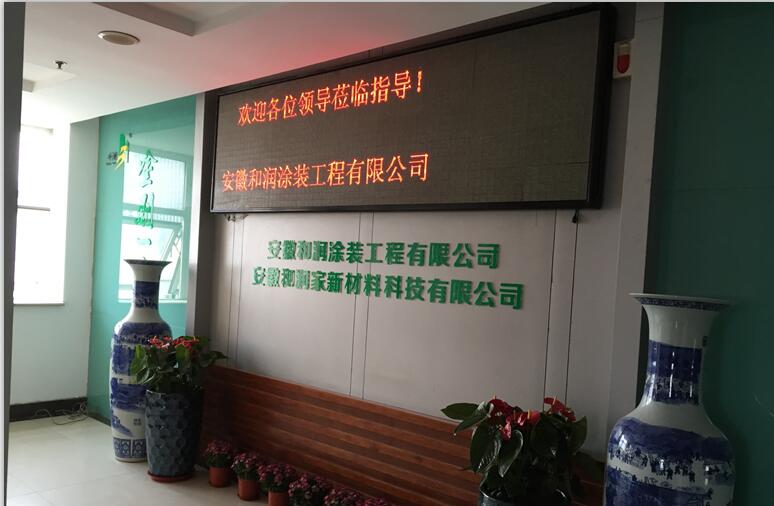 欢迎各位领导莅临指导!
安徽和润涂装工程有限公司
安徽和润涂装工程有限公司
安徽和润家新材料科技有限公司